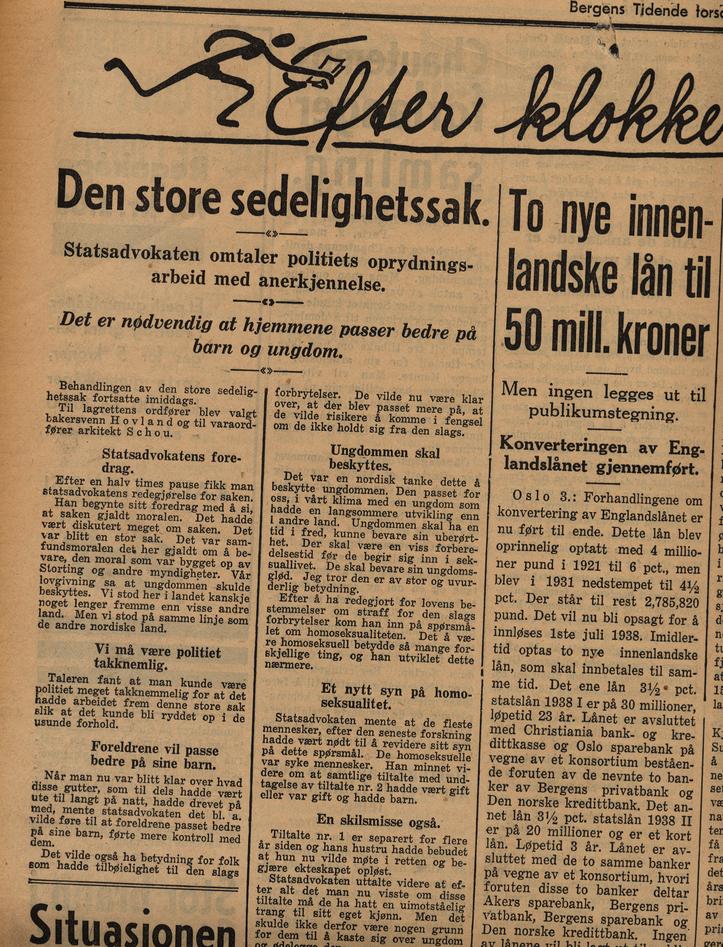 Bergens Tidende torsd
Efter klokke
Den store sedelighetssak.
Statsadvokaten omtaler politiets oprydnings-
arbeid med anerkjennelse.
Det er nødvendig at hjemmene passer bedre på
barn og ungdom.
Behandlingen av den store sedelig-
hetssak fortsatte imiddags.
Til lagrettens ordfører blev valgt
bakersvenn Hovland og til varaord-
fører arkitekt Schou.
Statsadvokatens fore-
drag.
Efter en halv times pause fikk man
statsadvokatens redegjørelse for saken.
Han begynte sitt foredrag med å si,
at saken gjaldt moralen. Det hadde
vært diskutert meget om saken. Det
var blitt en stor sak. Det var sam-
fundsmoralen det her gjaldt om å be-
vare, den moral som var bygget op av
Storting og andre myndigheter. Vår
lovgivning sa at ungdommen skulde
beskyttes. Vi stod her i landet kanskje
noget lenger fremme enn visse andre
land. Men vi stod på samme linje som
de andre nordiske land.
Vi må være politiet
takknemlig.
Taleren fant at man kunde være
politiet meget takknemmelig for at det
hadde arbeidet frem denne store sak
slik at det kunde bli ryddet op i de
usunde forhold.
Foreldrene vil passe
bedre på sine barn.
Når man nu var blitt klar over hvad
disse gutter, som til dels hadde vært
ute til langt på natt, hadde drevet på
med, mente statsadvokaten det bl. a.
vilde føre til at foreldrene passet bedre
på sine barn, førte mere kontroll med
dem.
Det vilde også ha betydning for folk
som hadde tilbøielighet til den slags
forbrytelser. De vilde nu være klar
over, at der blev passet mere på, at
de vilde risikere å komme i fengsel
om de ikke holdt sig fra den slags.
Ungdommen skal
beskyttes.
Det var en nordisk tanke dette å
beskytte ungdommen. Den passet for
oss, i vårt klima med en ungdom som
hadde en langsommere utvikling enn
i andre land. Ungdommen skal ha en
tid i fred, kunne bevare sin uberørt-
het. Der skal være en viss forbere-
delsestid før de begir sig inn i sek-
suallivet. De skal bevare sin ungdoms-
glød. Jeg tror den er av stor og uvur-
derlig betydning.
Efter å ha redegjort for lovens be-
stemmelser om straff for den slags
forbrytelser kom han inn på spørsmå-
let om homoseksualiteten. Det å væ-
re homoseksuell betydde så mange for-
skjellige ting, og han utviklet dette
nærmere.
Et nytt syn på homo-
seksualitet.
Statsadvokaten mente at de fleste
mennesker, efter den seneste forskning
hadde vært nødt til å revidere sitt syn
på dette spørsmål. De homoseksuelle
var syke mennesker. Han minnet vi-
dere om at samtlige tiltalte med und-
tagelse av tiltalte nr. 2 hadde vært gift
eller var gift og hadde barn.
En skilsmisse også.
Tiltalte nr. 1 er separert for flere
år siden og hans hustru hadde bebudet
at hun nu vilde møte i retten og be-
gjære ekteskapet opløst.
Statsadvokaten uttalte videre at ef-
ter alt det man nu visste om disse
tiltalte må de ha hatt en uimotståelig
trang til sitt eget kjønn. Men det
skulde ikke derfor være nogen grunn
for dem til å kaste sig over ungdom
To nye innen-
landske lån til
50 mill. kroner
Men ingen legges ut til
publikumstegning.
Konverteringen av Eng-
landslånet gjennemført.
Oslo 3.: Forhandlingene om
konvertering av Englandslånet er
nu ført til ende. Dette lån blev
oprinnelig optatt med 4 millio-
ner pund i 1921 til 6 pct., men
blev i 1931 nedstempet til 4½
pct. Der står til rest 2,785,820
pund. Det vil nu bli opsagt for å
innløses 1ste juli 1938. Imidler-
tid optas to nye innenlandske
lån, som skal innbetales til sam-
me tid. Det ene lån 3½ pct.
statslån 1938 I er på 30 millioner,
løpetid 23 år. Lånet er avsluttet
med Christiania bank- og kre-
dittkasse og Oslo sparebank på
vegne av et konsortium beståen-
de foruten de nevnte to ban-
ker av Bergens privatbank og
Den norske kredittbank. Det an-
net lån 3½ pct. statslån 1938 II
er på 20 millioner og er et kort
lån. Løpetid 3 år. Lånet er av-
sluttet med de to samme banker
på vegne av et konsortium, hvori
foruten disse to banker deltar
Akers sparebank, Bergens pri-
vatbank, Bergens sparebank og
Den norske kredittbank. Ingen
av lånene vil bli lagt ut til
Situasjonen